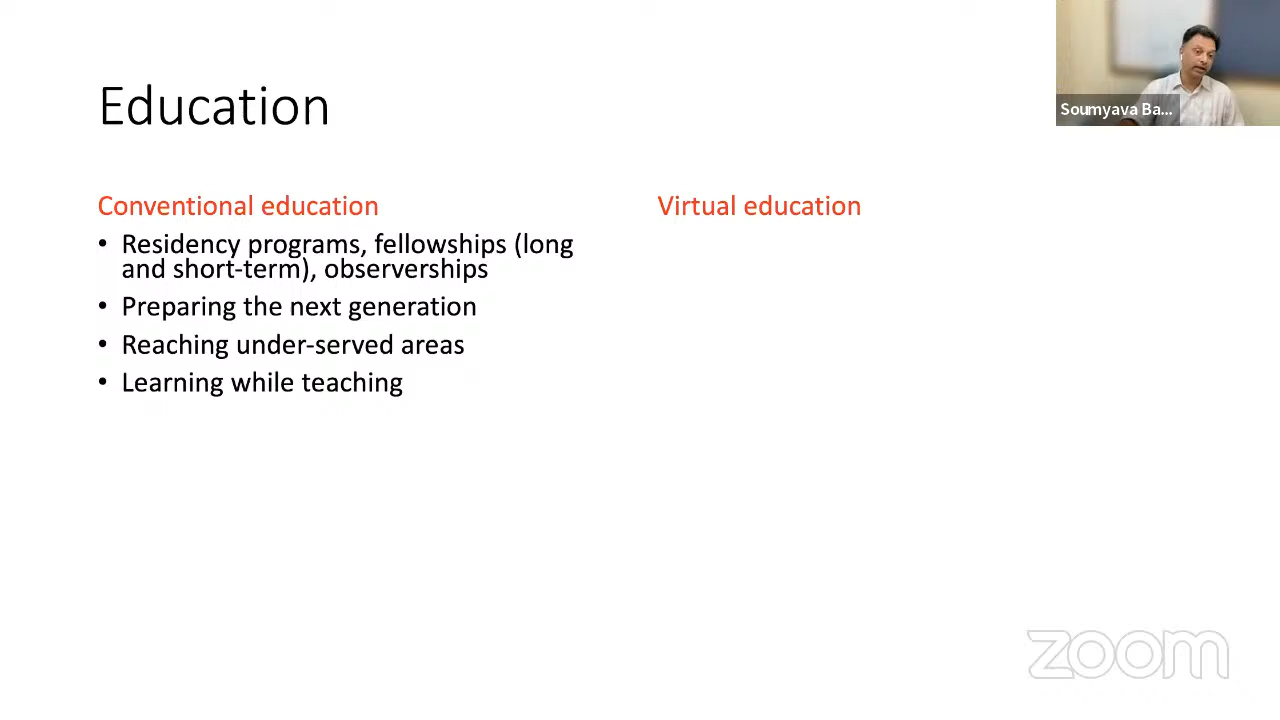 Education
Soumyava Ba...
Conventional education
• Residency programs, fellowships (long
and short-term), observerships
• Preparing the next generation
• Reaching under-served areas
• Learning while teaching
Virtual education
zoom